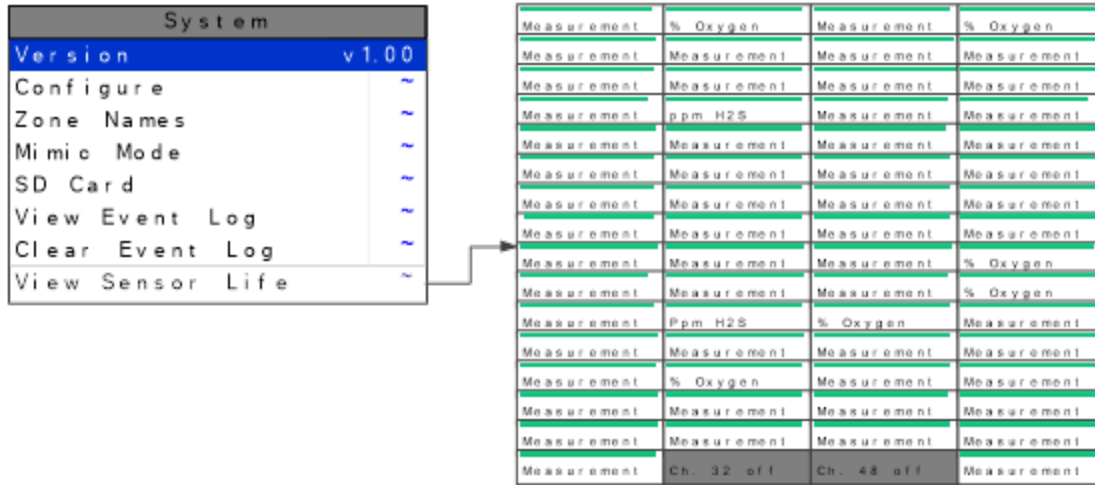 System
Version v1.00
Configure ~
Zone Names ~
Mimic Mode ~
SD Card ~
View Event Log ~
Clear Event Log ~
View Sensor Life ~
Measurement % Oxygen Measurement % Oxygen
Measurement Measurement Measurement Measurement
Measurement Measurement Measurement Measurement
Measurement ppm H2S Measurement Measurement
Measurement Measurement Measurement Measurement
Measurement Measurement Measurement Measurement
Measurement Measurement Measurement Measurement
Measurement Measurement Measurement Measurement
Measurement Measurement Measurement % Oxygen
Measurement Measurement Measurement % Oxygen
Measurement Ppm H2S % Oxygen Measurement
Measurement Measurement Measurement Measurement
Measurement % Oxygen Measurement Measurement
Measurement Measurement Measurement Measurement
Measurement Measurement Measurement Measurement
Measurement Ch. 32 off Ch. 48 off Measurement